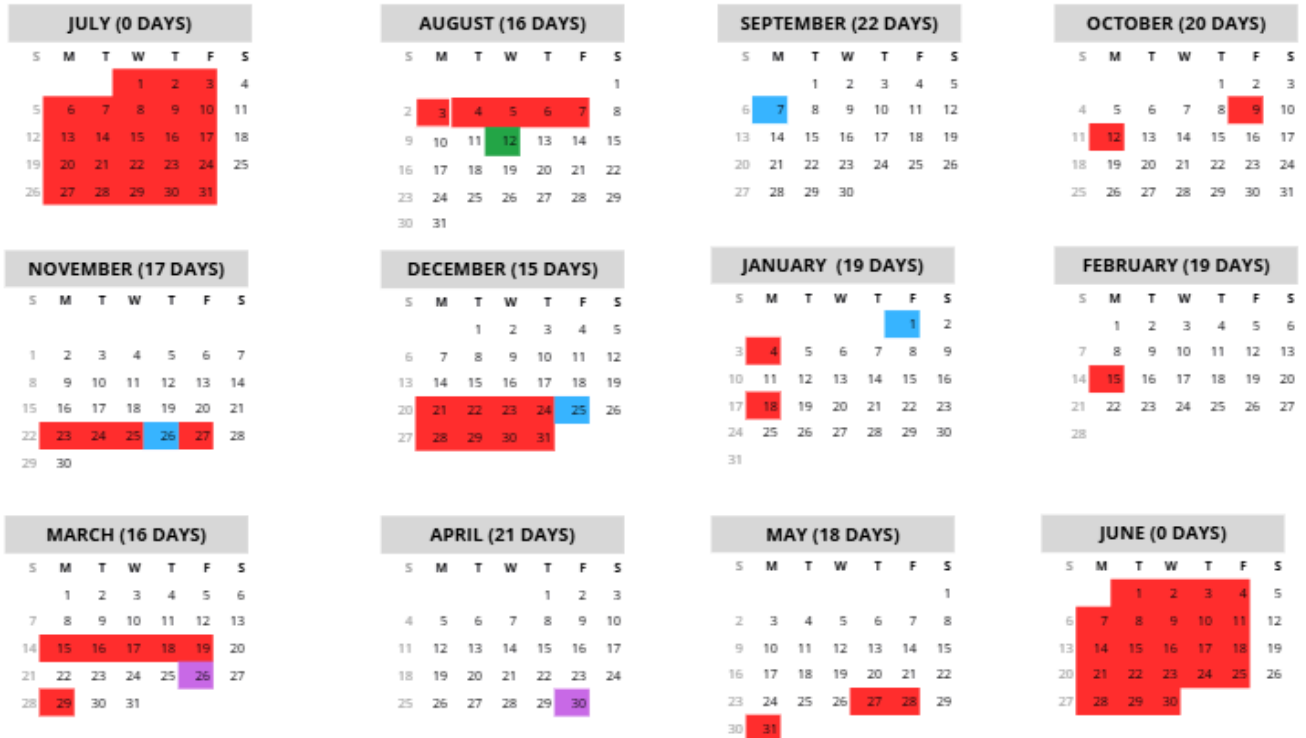 JULY (0 DAYS)
S M T W T F S
1 2 3 4
5 6 7 8 9 10 11
12 13 14 15 16 17 18
19 20 21 22 23 24 25
26 27 28 29 30 31
AUGUST (16 DAYS)
S M T W T F S
1
2 3 4 5 6 7 8
9 10 11 12 13 14 15
16 17 18 19 20 21 22
23 24 25 26 27 28 29
30 31
SEPTEMBER (22 DAYS)
S M T W T F S
1 2 3 4 5
6 7 8 9 10 11 12
13 14 15 16 17 18 19
20 21 22 23 24 25 26
27 28 29 30
OCTOBER (20 DAYS)
S M T W T F S
1 2 3
4 5 6 7 8 9 10
11 12 13 14 15 16 17
18 19 20 21 22 23 24
25 26 27 28 29 30 31
NOVEMBER (17 DAYS)
S M T W T F S
1 2 3 4 5 6 7
8 9 10 11 12 13 14
15 16 17 18 19 20 21
22 23 24 25 26 27 28
29 30
DECEMBER (15 DAYS)
S M T W T F S
1 2 3 4 5
6 7 8 9 10 11 12
13 14 15 16 17 18 19
20 21 22 23 24 25 26
27 28 29 30 31
JANUARY (19 DAYS)
S M T W T F S
1 2
3 4 5 6 7 8 9
10 11 12 13 14 15 16
17 18 19 20 21 22 23
24 25 26 27 28 29 30
31
FEBRUARY (19 DAYS)
S M T W T F S
1 2 3 4 5 6
7 8 9 10 11 12 13
14 15 16 17 18 19 20
21 22 23 24 25 26 27
28
MARCH (16 DAYS)
S M T W T F S
1 2 3 4 5 6
7 8 9 10 11 12 13
14 15 16 17 18 19 20
21 22 23 24 25 26 27
28 29 30 31
APRIL (21 DAYS)
S M T W T F S
1 2 3
4 5 6 7 8 9 10
11 12 13 14 15 16 17
18 19 20 21 22 23 24
25 26 27 28 29 30
MAY (18 DAYS)
S M T W T F S
1
2 3 4 5 6 7 8
9 10 11 12 13 14 15
16 17 18 19 20 21 22
23 24 25 26 27 28 29
30 31
JUNE (0 DAYS)
S M T W T F S
1 2 3 4 5
6 7 8 9 10 11 12
13 14 15 16 17 18 19
20 21 22 23 24 25 26
27 28 29 30